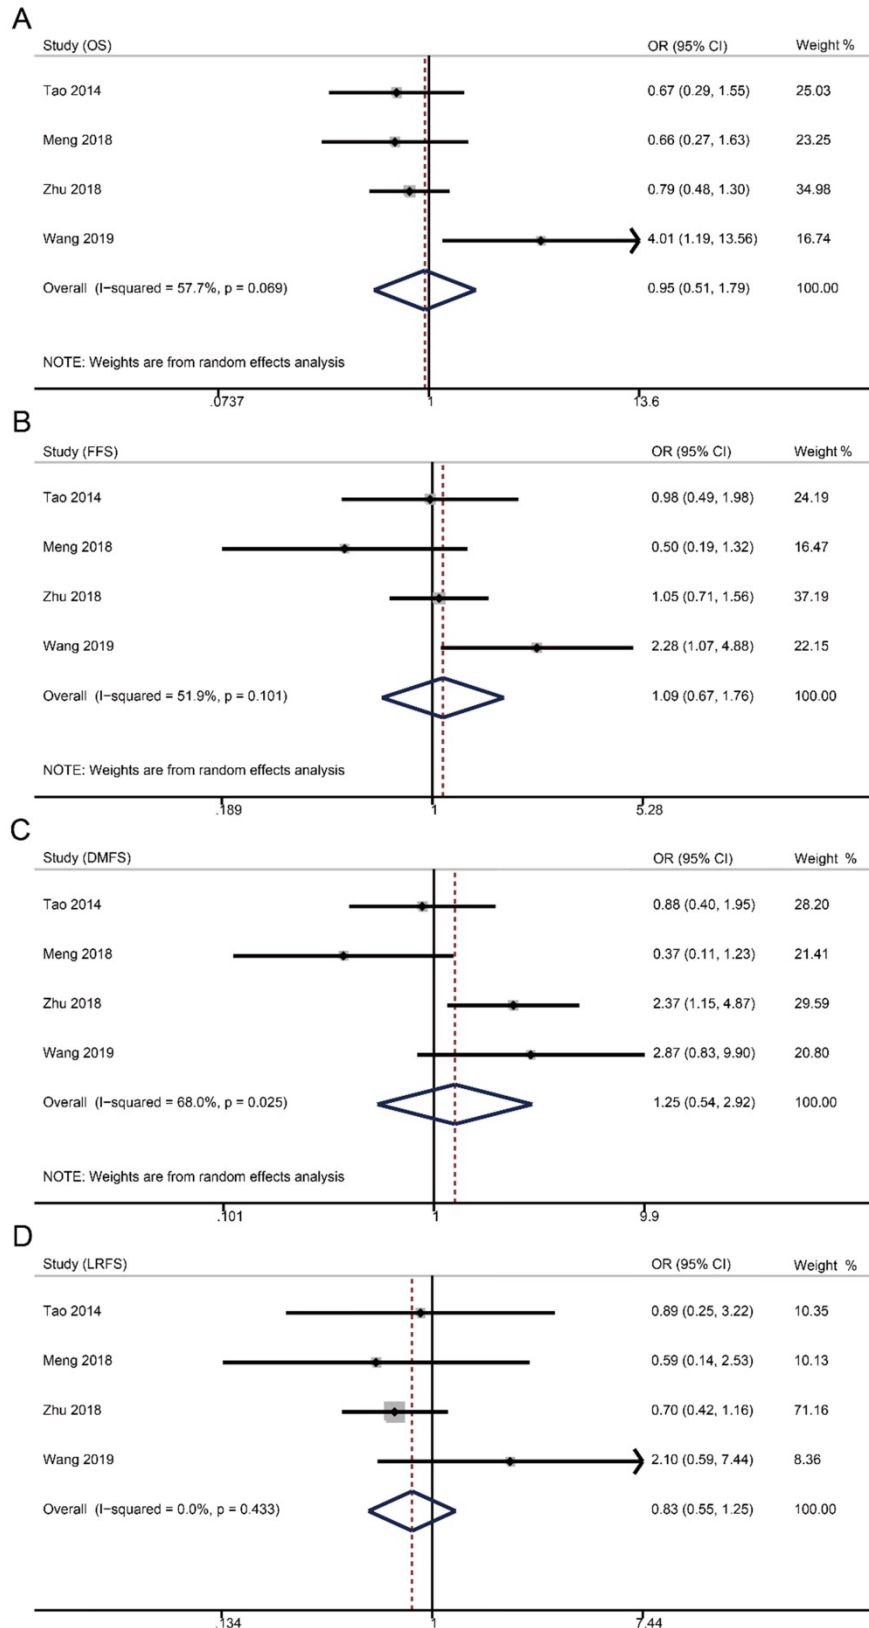 A
Study (OS) OR (95% CI) Weight %
Tao 2014 0.67 (0.29, 1.55) 25.03
Meng 2018 0.66 (0.27, 1.63) 23.25
Zhu 2018 0.79 (0.48, 1.30) 34.98
Wang 2019 4.01 (1.19, 13.56) 16.74
Overall (I−squared = 57.7%, p = 0.069) 0.95 (0.51, 1.79) 100.00
NOTE: Weights are from random effects analysis
.0737 1 13.6
B
Study (FFS) OR (95% CI) Weight %
Tao 2014 0.98 (0.49, 1.98) 24.19
Meng 2018 0.50 (0.19, 1.32) 16.47
Zhu 2018 1.05 (0.71, 1.56) 37.19
Wang 2019 2.28 (1.07, 4.88) 22.15
Overall (I−squared = 51.9%, p = 0.101) 1.09 (0.67, 1.76) 100.00
NOTE: Weights are from random effects analysis
.189 1 5.28
C
Study (DMFS) OR (95% CI) Weight %
Tao 2014 0.88 (0.40, 1.95) 28.20
Meng 2018 0.37 (0.11, 1.23) 21.41
Zhu 2018 2.37 (1.15, 4.87) 29.59
Wang 2019 2.87 (0.83, 9.90) 20.80
Overall (I−squared = 68.0%, p = 0.025) 1.25 (0.54, 2.92) 100.00
NOTE: Weights are from random effects analysis
.101 1 9.9
D
Study (LRFS) OR (95% CI) Weight %
Tao 2014 0.89 (0.25, 3.22) 10.35
Meng 2018 0.59 (0.14, 2.53) 10.13
Zhu 2018 0.70 (0.42, 1.16) 71.16
Wang 2019 2.10 (0.59, 7.44) 8.36
Overall (I−squared = 0.0%, p = 0.433) 0.83 (0.55, 1.25) 100.00
.134 1 7.44